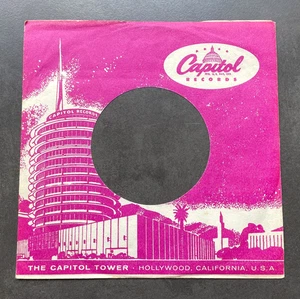 Capitol
RECORDS
CAPITOL RECORDS
THE CAPITOL TOWER · HOLLYWOOD, CALIFORNIA, U.S.A.